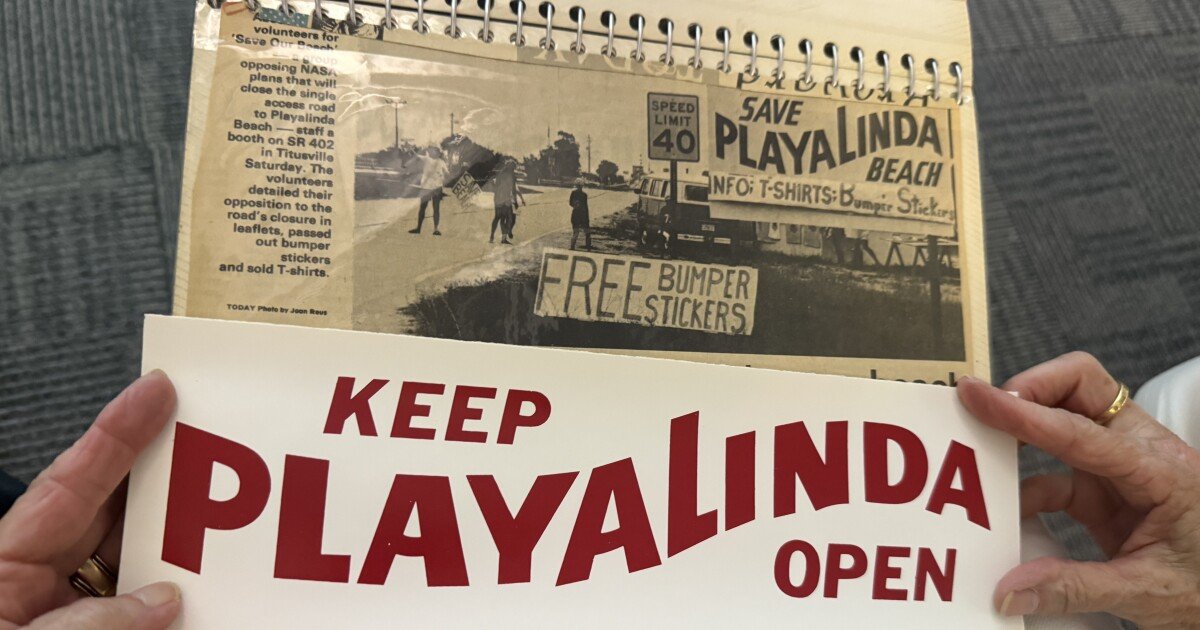 volunteers for
'Save Our Beach'
group
opposing NASA
plans that will
close the single
access road
to Playalinda
Beach — staff a
booth on SR 402
in Titusville
Saturday. The
volunteers
detailed their
opposition to the
road's closure in
leaflets, passed
out bumper
stickers
and sold T-shirts.
TODAY Photo by Joan Reus
SPEED
LIMIT
40
SAVE
PLAYALINDA
BEACH
INFO; T-SHIRTS; Bumper Stickers
FREE BUMPER
STICKERS
KEEP
PLAYALINDA
OPEN